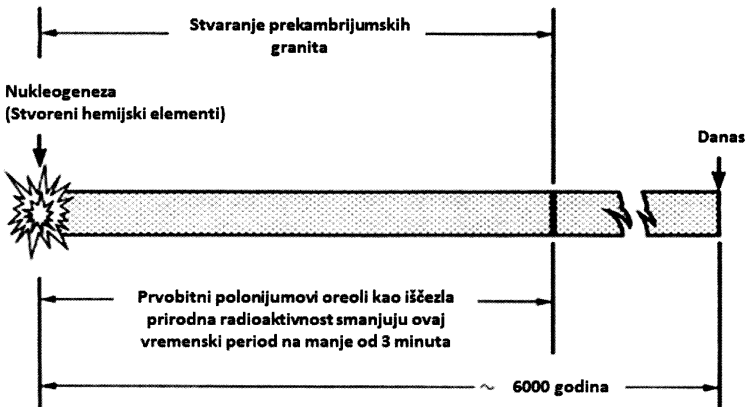 Stvaranje prekambrijumskih
granita
Nukleogeneza
(Stvoreni hemijski elementi)
Danas
Prvobitni polonijumovi oreoli kao iščezla
prirodna radioaktivnost smanjuju ovaj
vremenski period na manje od 3 minuta
~ 6000 godina